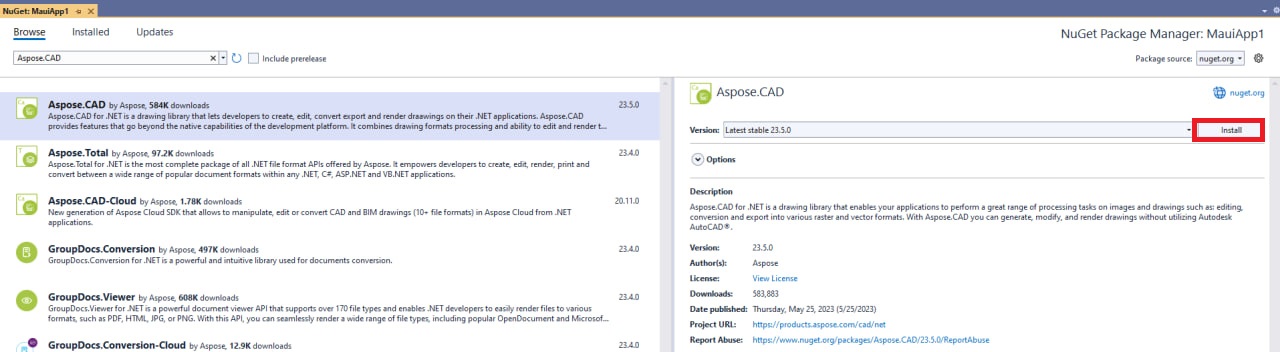 NuGet: MauiApp1
Browse Installed Updates
NuGet Package Manager: MauiApp1
Aspose.CAD
Include prerelease
Package source: nuget.org
Aspose.CAD by Aspose, 584K downloads 23.5.0
Aspose.CAD for .NET is a drawing library that lets developers to create, edit, convert export and render draawings on their .NET applications. Aspose.CAD
provides features that go beyond the native capabilities of the development platform. It combines drawing formats processing and ability to edit and render t...
Aspose.Total by Aspose, 97.2K downloads 23.4.0
Aspose.Total for .NET is the most complete package of all .NET file format APIs offered by Aspose. It empowers developers to create, edit, render, print and
convert between a wide range of popular document formats within any .NET, C#, ASP.NET and VB.NET applications.
Aspose.CAD-Cloud by Aspose, 1.78K downloads 20.11.0
New generation of Aspose Cloud SDK that allows to manipulate, edit or convert CAD and BIM drawings (10+ file formats) in Aspose Cloud from .NET
applications.
GroupDocs.Conversion by Aspose, 497K downloads 23.4.0
GroupDocs.Conversion for .NET is a powerful and intuitive library used for documents conversion.
GroupDocs.Viewer by Aspose, 608K downloads 23.4.0
GroupDocs.Viewer for .NET is a powerful document viewer API that supports over 170 file types and enables .NET developers to easily render files to various
formats, such as PDF, HTML, JPG, or PNG. With this API, you can seamlessly render a wide range of file types, including popular OpenDocument and Microsof...
GroupDocs.Conversion-Cloud by Aspose, 12.9K downloads 23.4.0
Aspose.CAD
nuget.org
Version: Latest stable 23.5.0 Install
Options
Description
Aspose.CAD for .NET is a drawing library that enables your applications to perform a great range of processing tasks on images and drawings such as: editing,
conversion and export into various raster and vector formats. With Aspose.CAD you can generate, modify, and render drawings without utilizing Autodesk
AutoCAD®.
Version: 23.5.0
Author(s): Aspose
License: View License
Downloads: 583,883
Date published: Thursday, May 25, 2023 (5/25/2023)
Project URL: https://products.aspose.com/cad/net
Report Abuse: https://www.nuget.org/packages/Aspose.CAD/23.5.0/ReportAbuse